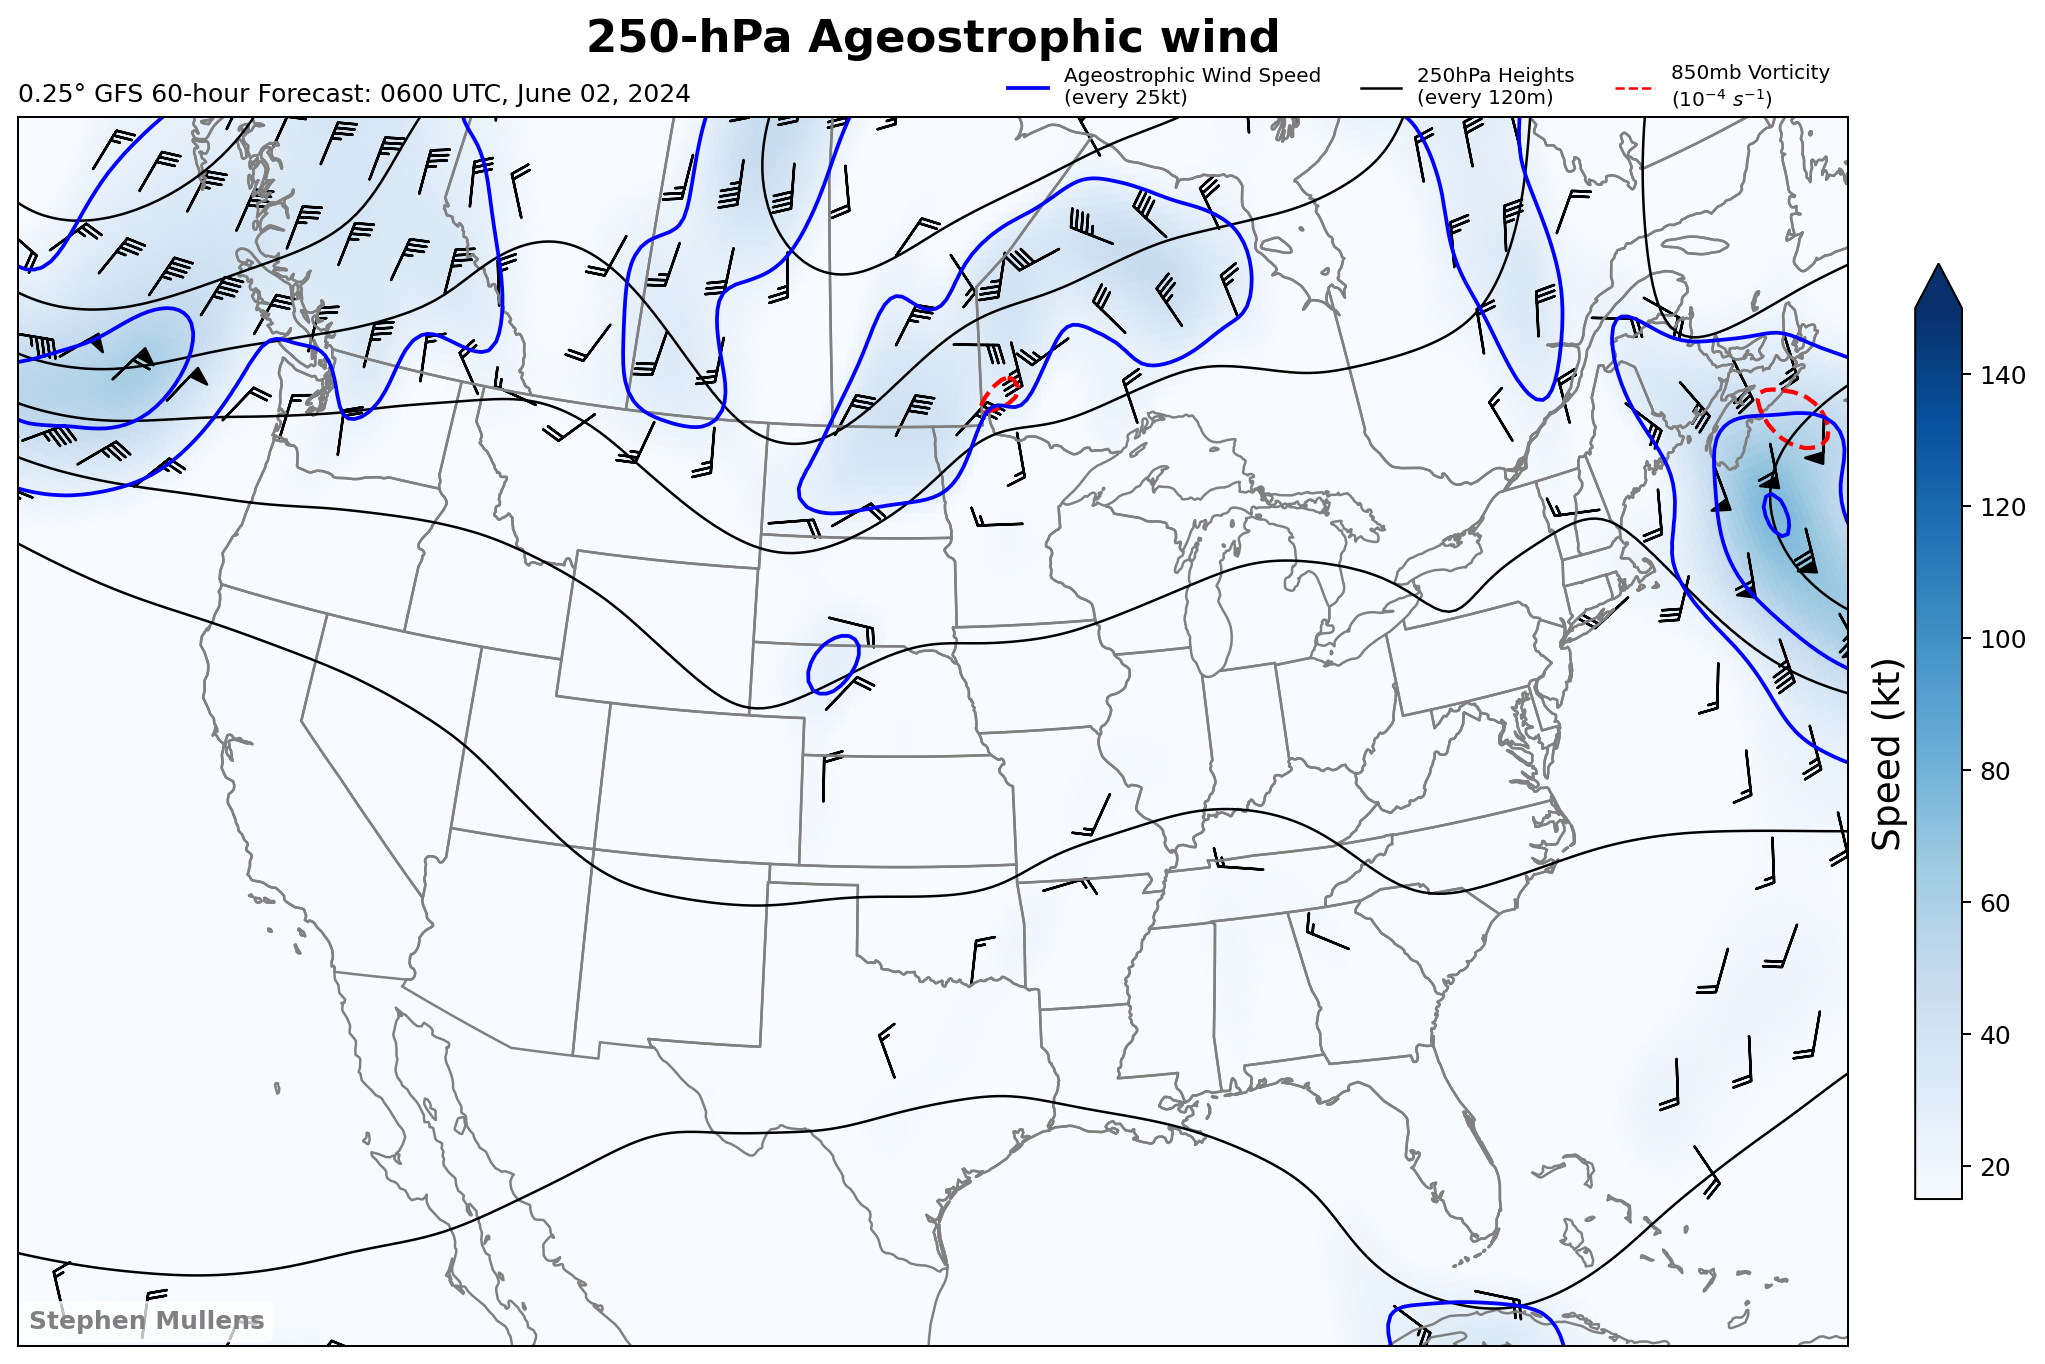 250-hPa Ageostrophic wind
0.25° GFS 60-hour Forecast: 0600 UTC, June 02, 2024
Ageostrophic Wind Speed
(every 25kt)
250hPa Heights
(every 120m)
850mb Vorticity
(10⁻⁴ s⁻¹)
140
120
100
80
60
40
20
Speed (kt)
Stephen Mullens